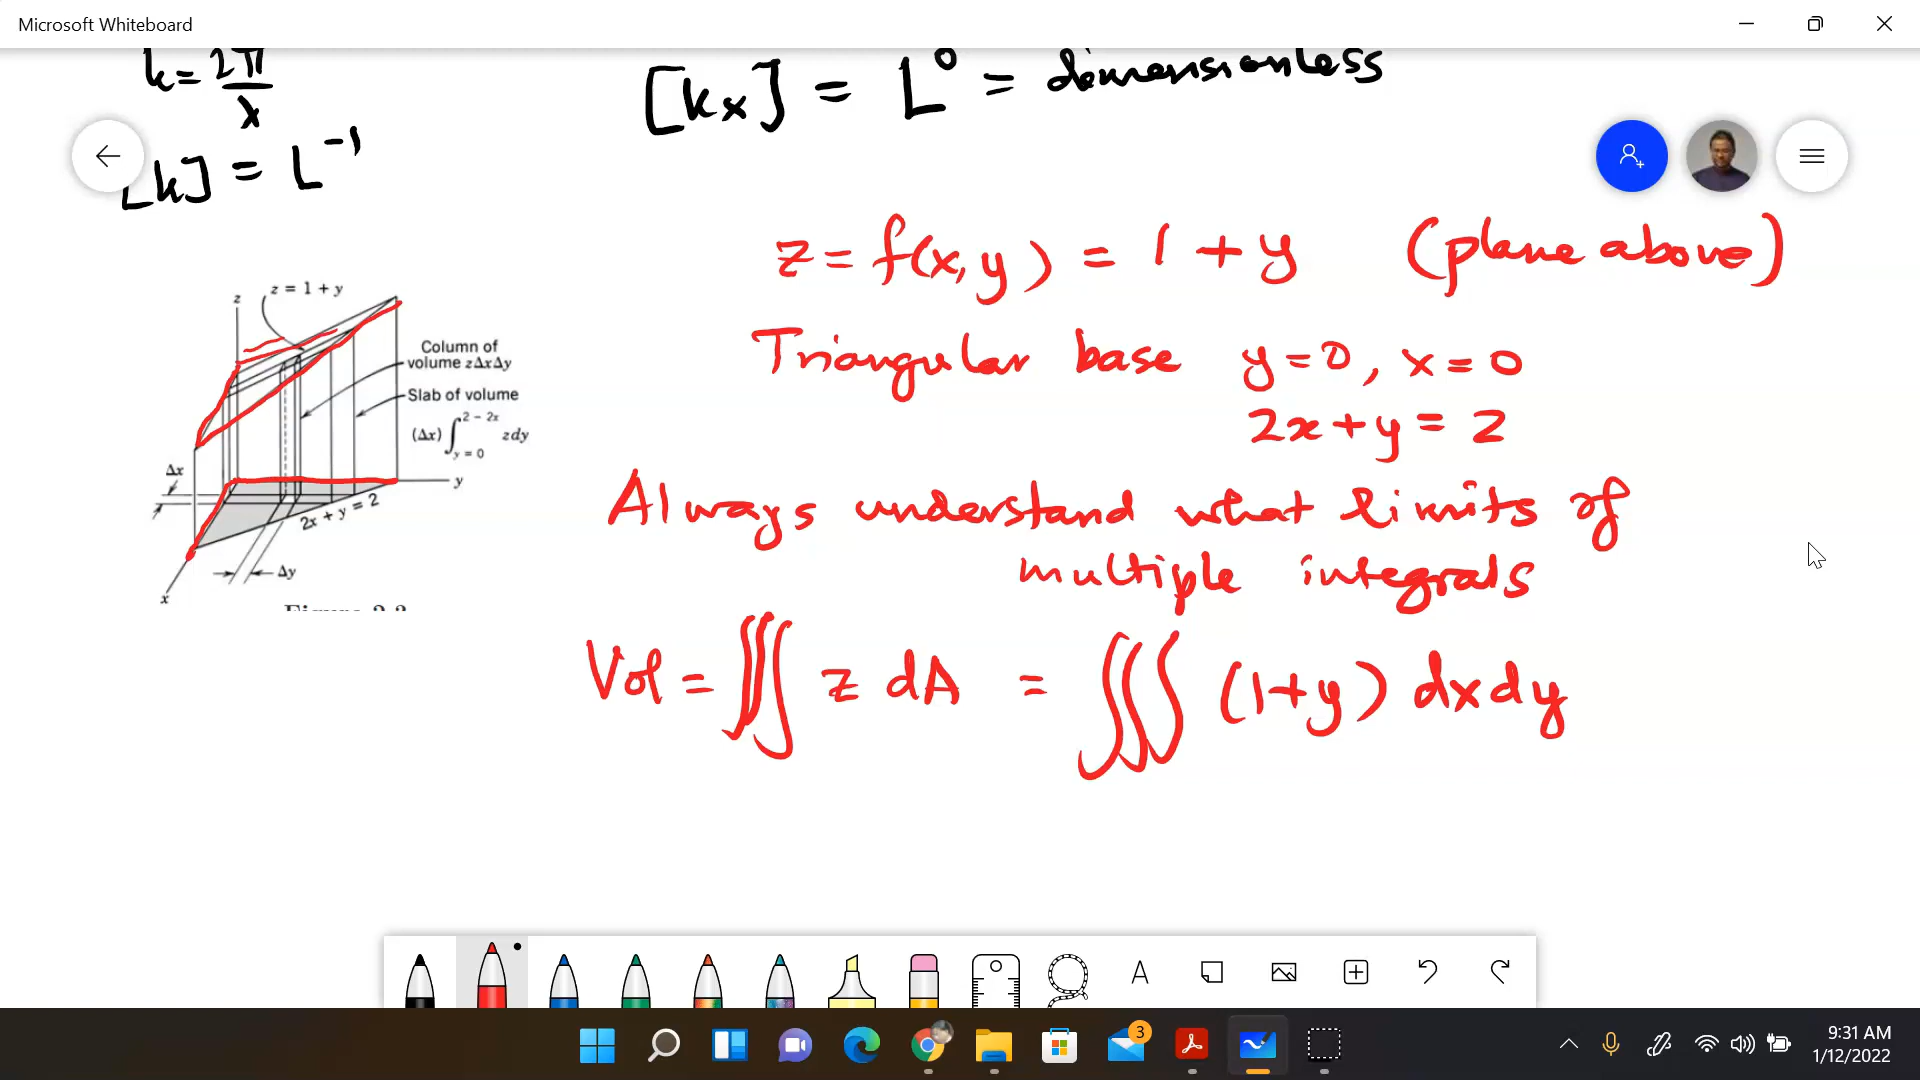 Microsoft Whiteboard
k = 2π/λ
[kx] = L⁰ = dimensionless
[k] = L⁻¹
z = f(x,y) = 1 + y (plane above)
Triangular base y=0, x=0
2x+y = 2
Always understand what limits of
multiple integrals
Vol = ∭ z dA = ∭ (1+y) dxdy
z
z = 1 + y
Column of
volume zΔxΔy
Slab of volume
(Δx) ∫_{y = 0}^{2 − 2x} z dy
Δx
y
2x + y = 2
Δy
x
A
3
9:31 AM
1/12/2022